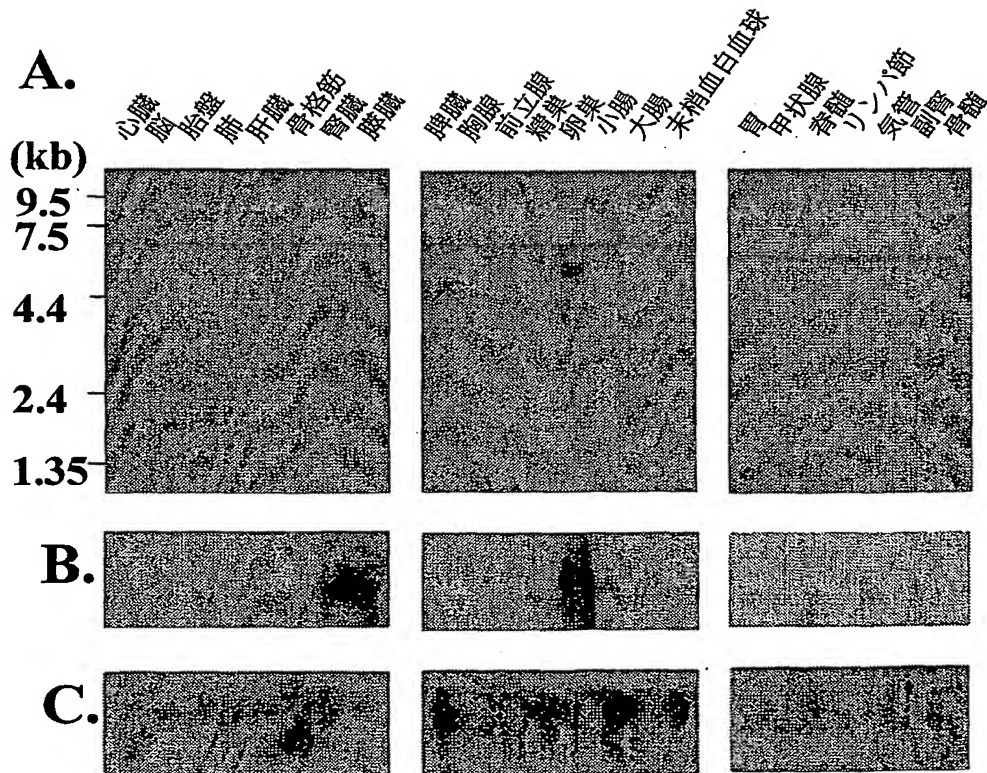 A.
心臓
脳
胎盤
肺
肝臓
骨格筋
腎臓
膵臓
脾臓
胸腺
前立腺
精巣
卵巣
小腸
大腸
末梢血白血球
胃
甲状腺
脊髄
リンパ節
気管
副腎
骨髄
(kb)
9.5
7.5
4.4
2.4
1.35
B.
C.